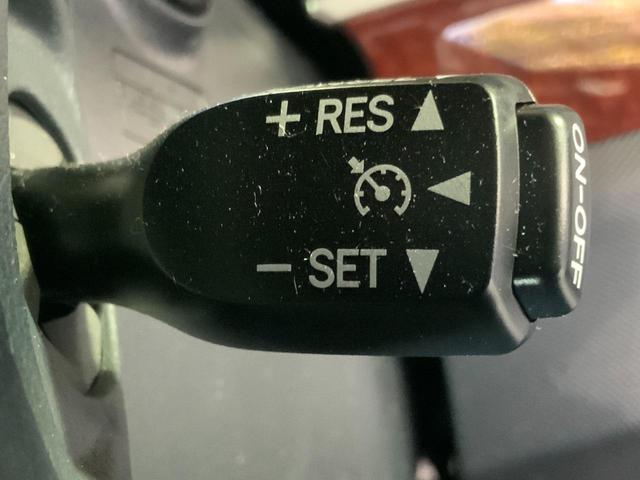 + RES ▲
◀
− SET ▼
ON-OFF